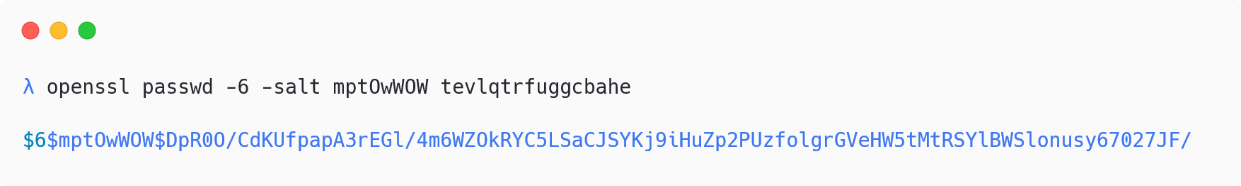 λ openssl passwd -6 -salt mptOwWOW tevlqtrfuggcbahe
$6$mptOwWOW$DpR0O/CdKUfpapA3rEGl/4m6WZOkRYC5LSaCJSYKj9iHuZp2PUzfolgrGVeHW5tMtRSYlBWSlonusy67027JF/